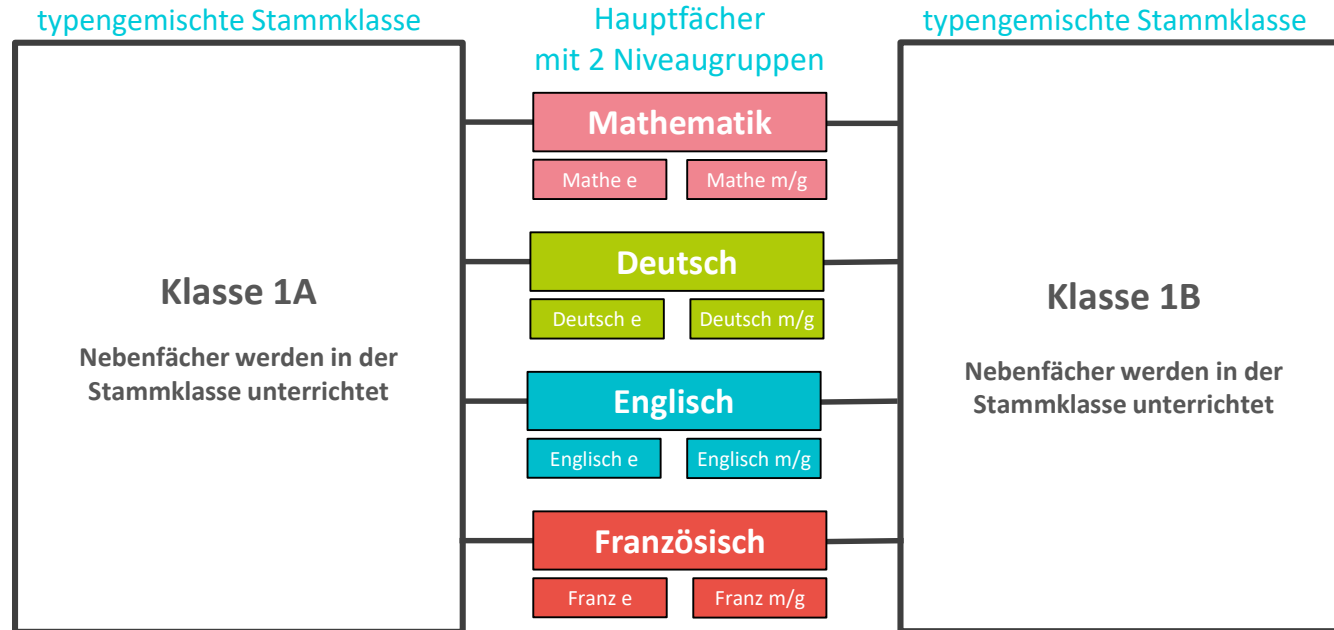 typengemischte Stammklasse
Hauptfächer
mit 2 Niveaugruppen
typengemischte Stammklasse
Klasse 1A
Nebenfächer werden in der
Stammklasse unterrichtet
Mathematik
Mathe e
Mathe m/g
Deutsch
Deutsch e
Deutsch m/g
Englisch
Englisch e
Englisch m/g
Französisch
Franz e
Franz m/g
Klasse 1B
Nebenfächer werden in der
Stammklasse unterrichtet